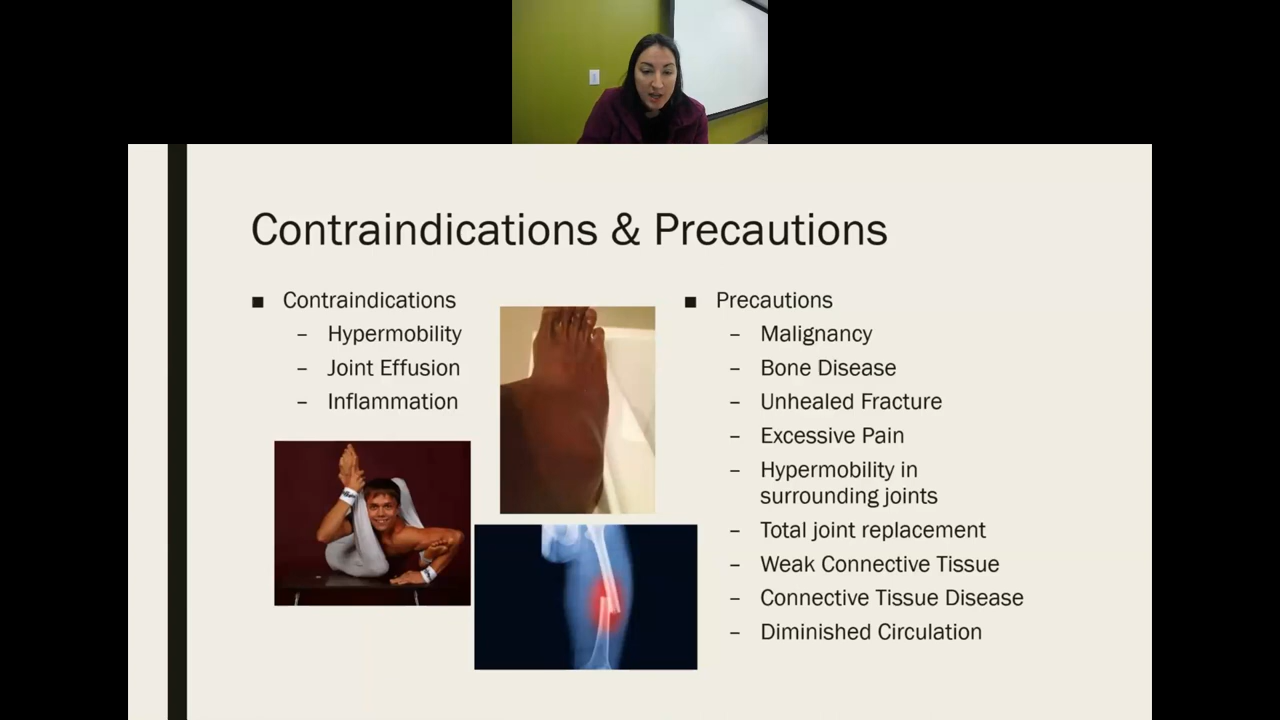 Contraindications & Precautions
■ Contraindications
– Hypermobility
– Joint Effusion
– Inflammation
■ Precautions
– Malignancy
– Bone Disease
– Unhealed Fracture
– Excessive Pain
– Hypermobility in
surrounding joints
– Total joint replacement
– Weak Connective Tissue
– Connective Tissue Disease
– Diminished Circulation